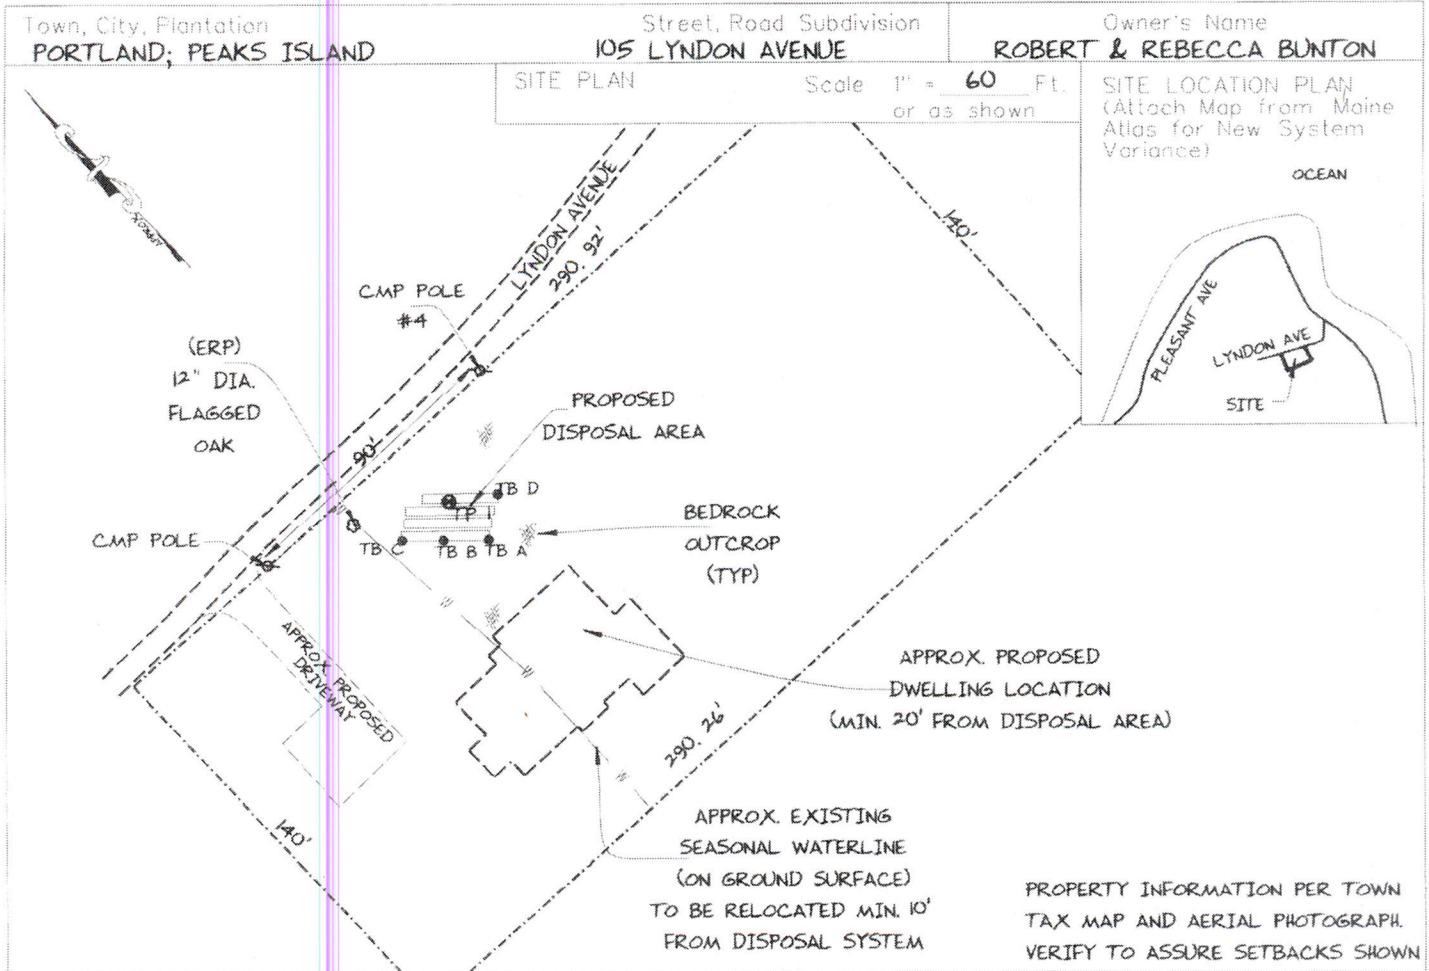 Town, City, Plantation
PORTLAND; PEAKS ISLAND
Street, Road Subdivision
105 LYNDON AVENUE
Owner's Name
ROBERT & REBECCA BUNTON
SITE PLAN
Scale 1" = 60 Ft.
or as shown
SITE LOCATION PLAN
(Attach Map from Maine
Atlas for New System
Variance)
OCEAN
PLEASANT AVE
LYNDON AVE
SITE
LYNDON AVENUE
290.92'
140'
CMP POLE
#4
(ERP)
12" DIA.
FLAGGED
OAK
90'
PROPOSED
DISPOSAL AREA
TB D
TP 1
BEDROCK
OUTCROP
(TYP)
CMP POLE
TB C
TB B
TB A
W
W
W
W
APPROX. PROPOSED
DRIVEWAY
APPROX. PROPOSED
DWELLING LOCATION
(MIN. 20' FROM DISPOSAL AREA)
290.26'
140'
APPROX. EXISTING
SEASONAL WATERLINE
(ON GROUND SURFACE)
TO BE RELOCATED MIN. 10'
FROM DISPOSAL SYSTEM
PROPERTY INFORMATION PER TOWN
TAX MAP AND AERIAL PHOTOGRAPH.
VERIFY TO ASSURE SETBACKS SHOWN